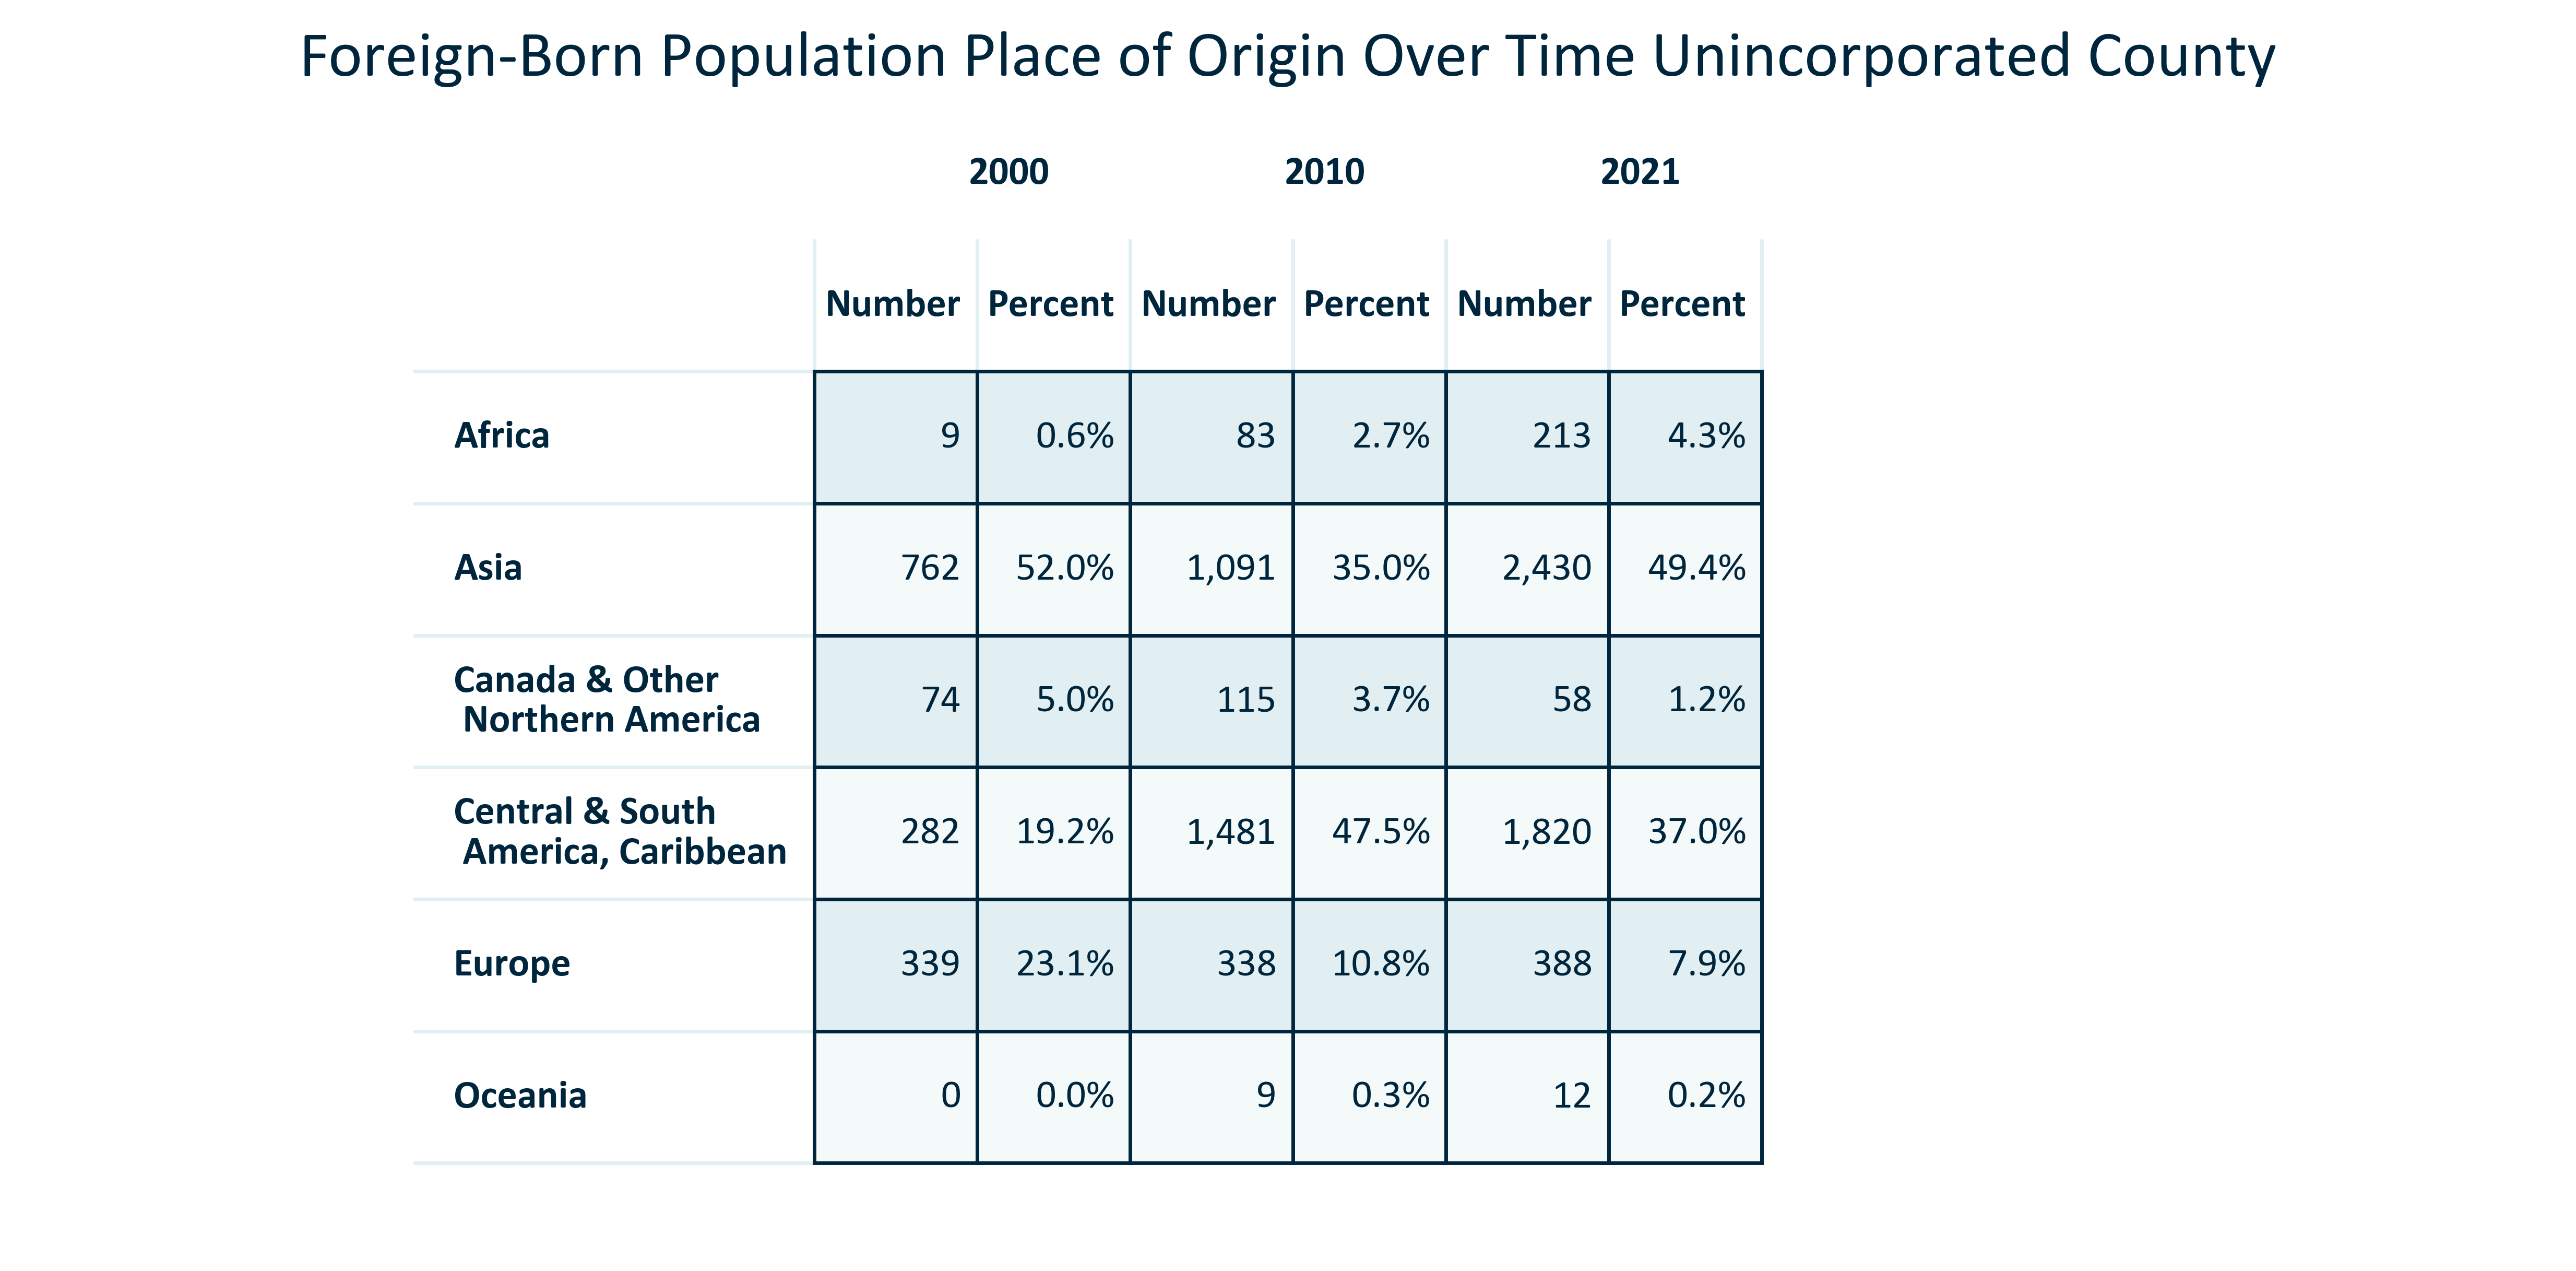 Foreign-Born Population Place of Origin Over Time Unincorporated County
2000 2010 2021
Number Percent Number Percent Number Percent
Africa 9 0.6% 83 2.7% 213 4.3%
Asia 762 52.0% 1,091 35.0% 2,430 49.4%
Canada & Other
Northern America 74 5.0% 115 3.7% 58 1.2%
Central & South
America, Caribbean 282 19.2% 1,481 47.5% 1,820 37.0%
Europe 339 23.1% 338 10.8% 388 7.9%
Oceania 0 0.0% 9 0.3% 12 0.2%